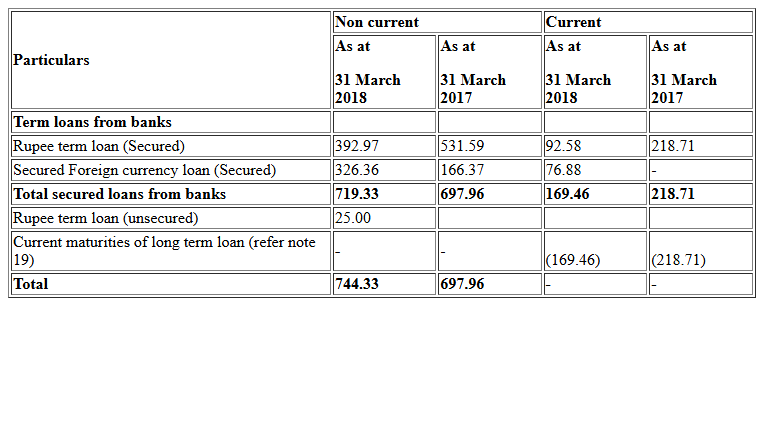 Particulars Non current Current
As at As at As at As at
31 March 31 March 31 March 31 March
2018 2017 2018 2017
Term loans from banks
Rupee term loan (Secured) 392.97 531.59 92.58 218.71
Secured Foreign currency loan (Secured) 326.36 166.37 76.88 -
Total secured loans from banks 719.33 697.96 169.46 218.71
Rupee term loan (unsecured) 25.00
Current maturities of long term loan (refer note
19) - - (169.46) (218.71)
Total 744.33 697.96 - -